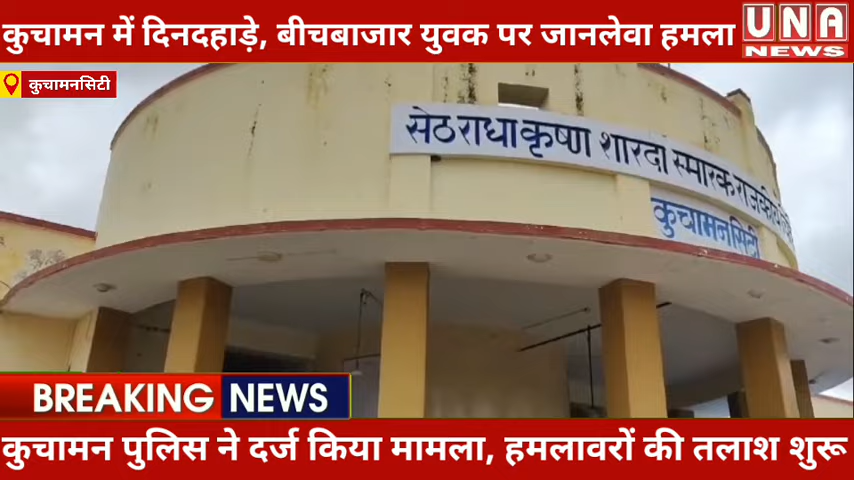 कुचामन में दिनदहाड़े, बीचबाजार युवक पर जानलेवा हमला
UNA
NEWS
कुचामनसिटी
सेठ राधाकृष्ण शारदा स्मारक
कुचामनसिटी
BREAKING NEWS
कुचामन पुलिस ने दर्ज किया मामला, हमलावरों की तलाश शुरू